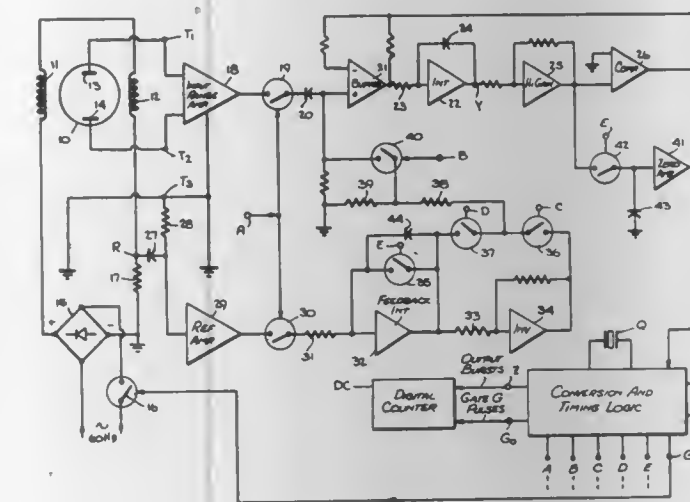 T1
11
12
13
14
10
T2
T3
INPUT
AMP
18
19
20
BUFFER
21
-
+
23
24
INT
22
Y
HI GAIN
25
COMP
26
E
42
ZERO
AMP
41
43
40
B
39
38
A
R
27
28
17
+
-
16
60HZ
REF
AMP
29
30
31
44
E
35
FEEDBACK
INT
32
D
37
C
36
33
INV
34
DC
DIGITAL
COUNTER
OUTPUT
BURSTS
GATE G
PULSES
Z
G0
Q
CONVERSION AND
TIMING LOGIC
A B C D E
G